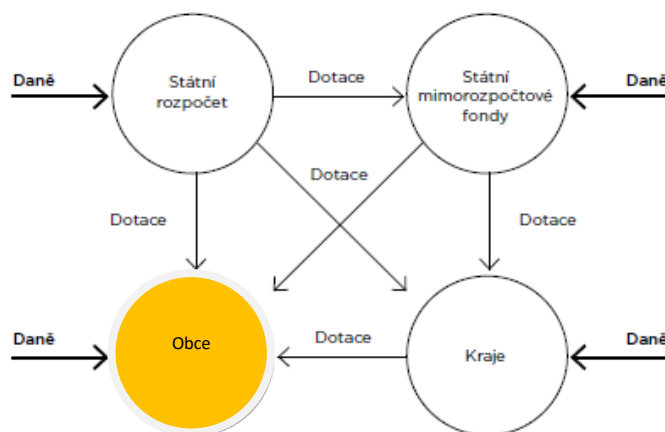 Daně
Státní
rozpočet
Dotace
Státní
mimorozpočtové
fondy
Daně
Dotace
Dotace
Dotace
Daně
Obce
Dotace
Kraje
Daně